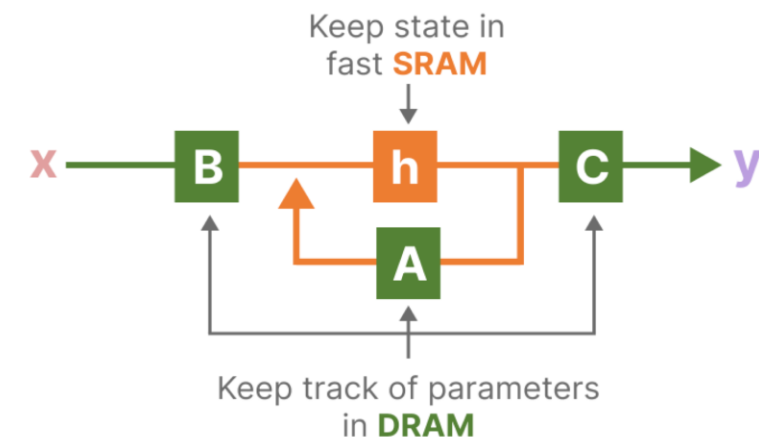 Keep state in
fast SRAM
x B h C y
A
Keep track of parameters
in DRAM